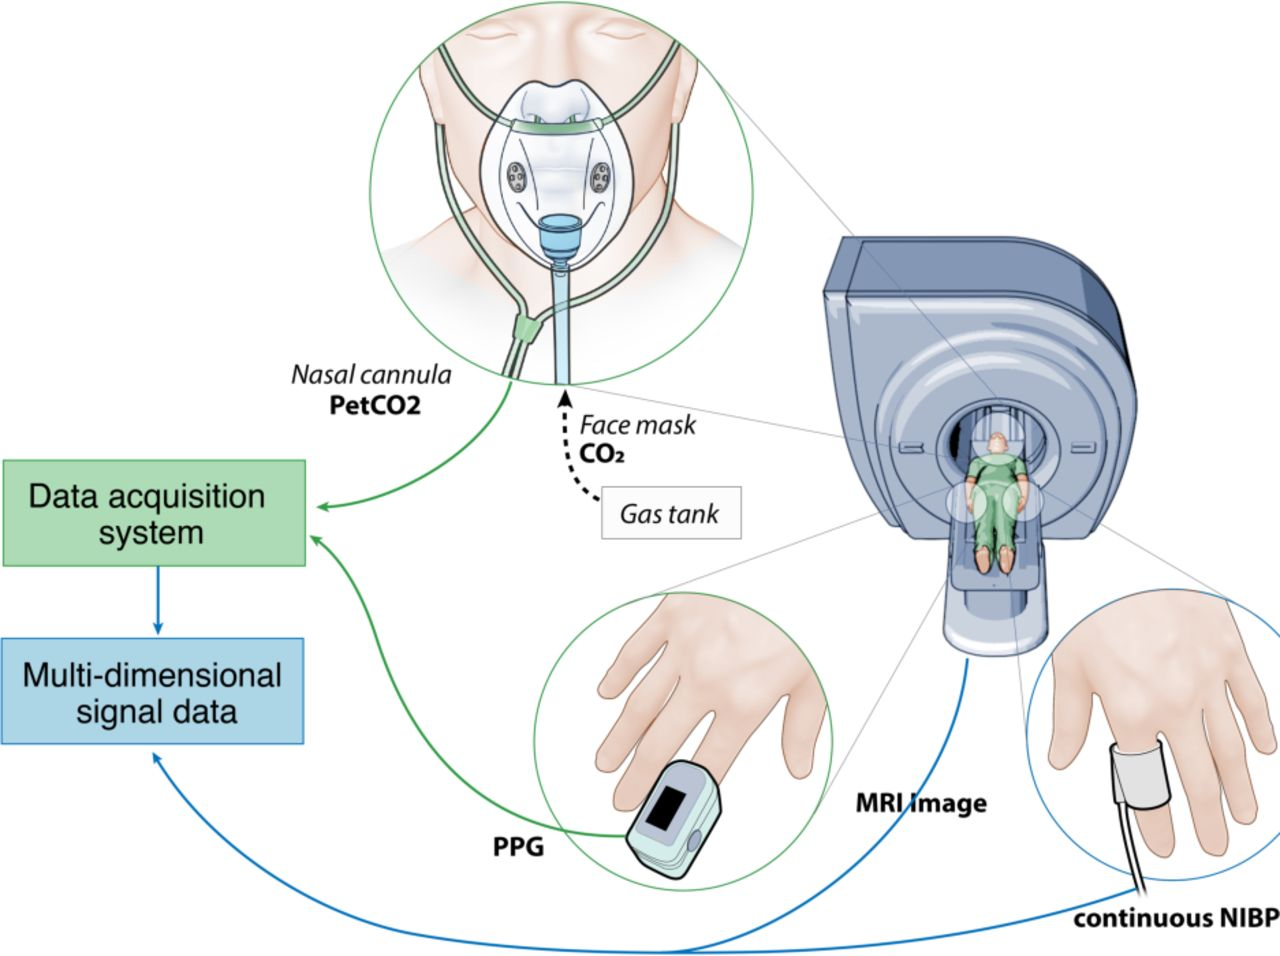 Nasal cannula
PetCO2
Face mask
CO₂
Gas tank
Data acquisition
system
Multi-dimensional
signal data
MRI Image
PPG
continuous NIBP